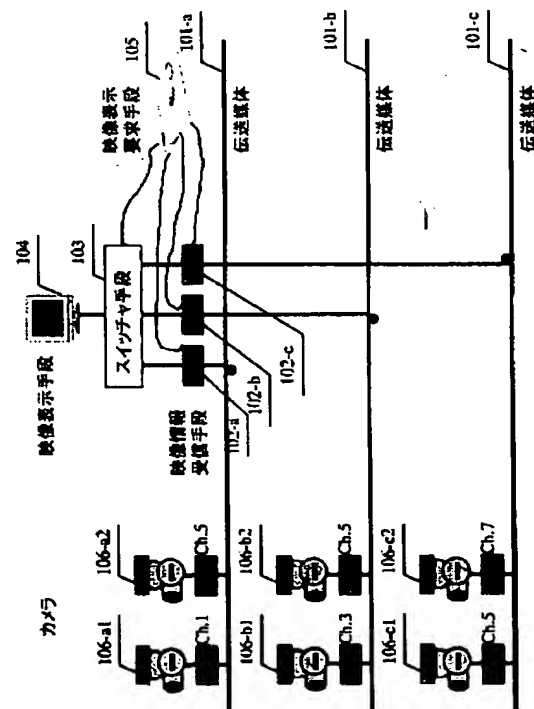 カメラ
106-a1
106-a2
Ch.1
Ch.5
106-b1
106-b2
Ch.3
Ch.5
106-c1
106-c2
Ch.5
Ch.7
映像表示手段
104
103
スイッチャ手段
映像情報
受信手段
102-a
102-b
102-c
映像表示
要求手段
105
101-a
伝送媒体
101-b
伝送媒体
101-c
伝送媒体